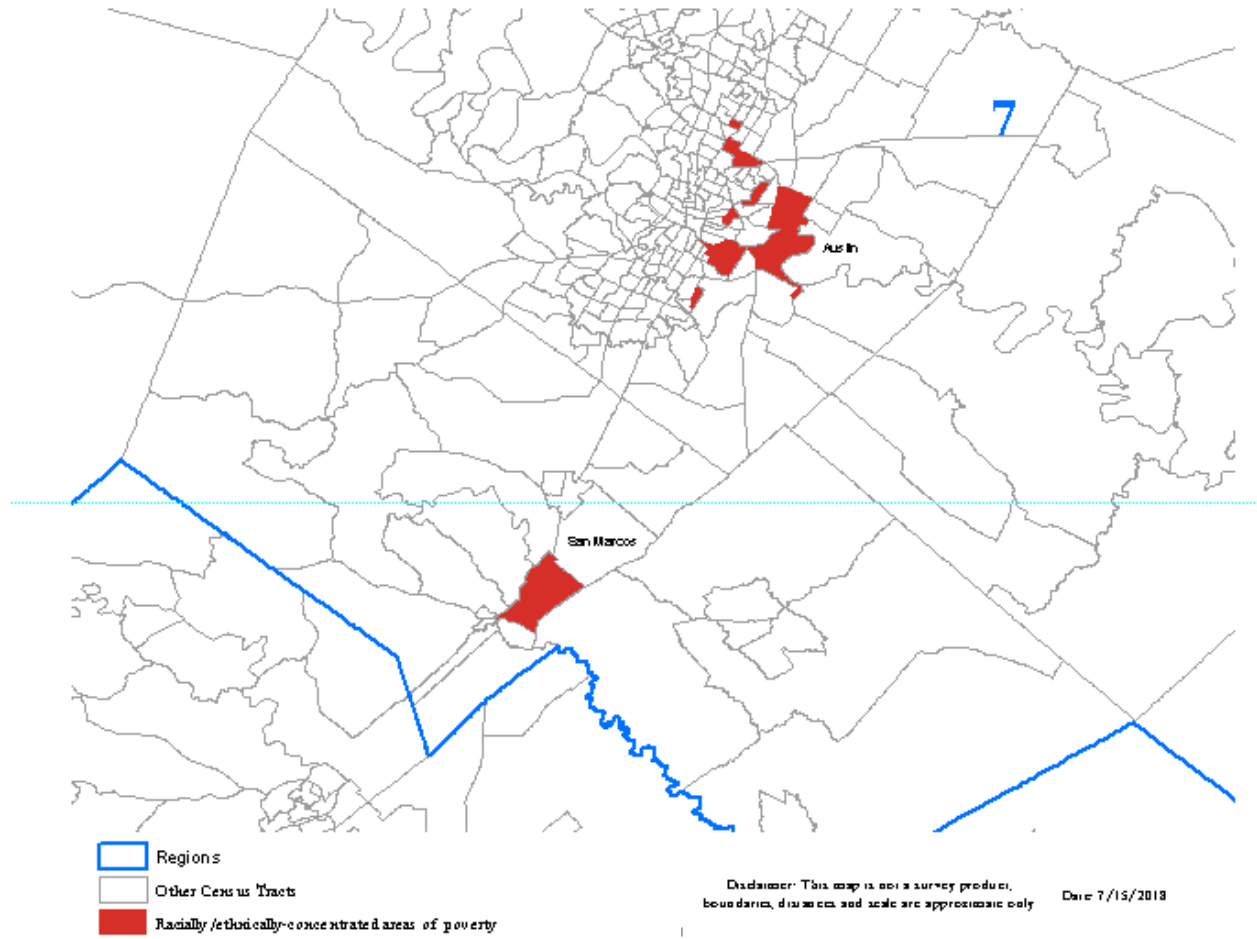 7
Austin
San Marcos
Regions
Other Census Tracts
Racially/ethnically-concentrated areas of poverty
Disclaimer: This map is not a survey product,
boundaries, distances and scale are approximate only
Date 7/15/2018